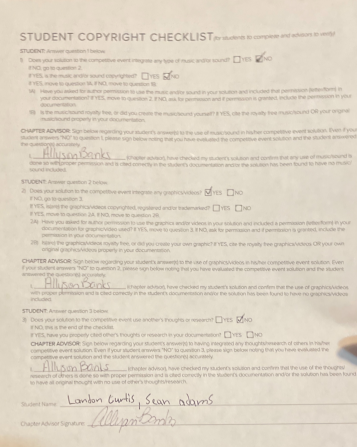 STUDENT COPYRIGHT CHECKLIST (for students to complete and advisors to verify)
STUDENT: Answer question 1 below.
1) Does your solution to the competitive event integrate any type of music and/or sound? YES NO
If NO, go to question 2.
If YES, is the music and/or sound copyrighted? YES NO
If YES, move to question 1A. If NO, move to question 1B.
1A) Have you asked for author permission to use the music and/or sound in your solution and included that permission (letter/form) in
your documentation? If YES, move to question 2. If NO, ask for permission and if permission is granted, include the permission in your
documentation.
1B) Is the music/sound royalty free, or did you create the music/sound yourself? If YES, cite the royalty free music/sound OR your original
music/sound properly in your documentation.
CHAPTER ADVISOR: Sign below regarding your student's answer(s) to the use of music/sound in his/her competitive event solution. Even if your
student answers "NO" to question 1, please sign below noting that you have evaluated the competitive event solution and the student answered
the question(s) accurately.
I, Allyson Banks (chapter advisor), have checked my student's solution and confirm that any use of music/sound is
done so with proper permission and is cited correctly in the student's documentation and/or the solution has been found to have no music/
sound included.
STUDENT: Answer question 2 below.
2) Does your solution to the competitive event integrate any graphics/videos? YES NO
If NO, go to question 3.
If YES, is/are the graphics/videos copyrighted, registered and/or trademarked? YES NO
If YES, move to question 2A. If NO, move to question 2B.
2A) Have you asked for author permission to use the graphics and/or videos in your solution and included a permission (letter/form) in your
documentation for graphic/video used? If YES, move to question 3. If NO, ask for permission and if permission is granted, include the
permission in your documentation.
2B) Is/are the graphics/videos royalty free, or did you create your own graphic? If YES, cite the royalty free graphics/videos OR your own
original graphics/videos properly in your documentation.
CHAPTER ADVISOR: Sign below regarding your student's answer(s) to the use of graphics/videos in his/her competitive event solution. Even
if your student answers "NO" to question 2, please sign below noting that you have evaluated the competitive event solution and the student
answered the question(s) accurately.
I, Allyson Banks (chapter advisor), have checked my student's solution and confirm that the use of graphics/videos
with proper permission and is cited correctly in the student's documentation and/or the solution has been found to have no graphics/videos
included.
STUDENT: Answer question 3 below.
3) Does your solution to the competitive event use another's thoughts or research? YES NO
If NO, this is the end of the checklist.
If YES, have you properly cited other's thoughts or research in your documentation? YES NO
CHAPTER ADVISOR: Sign below regarding your student's answer(s) to having integrated any thoughts/research of others in his/her
competitive event solution. Even if your student answers "NO" to question 3, please sign below noting that you have evaluated the
competitive event solution and the student answered the question(s) accurately.
I, Allyson Banks (chapter advisor), have checked my student's solution and confirm that the use of the thoughts/
research of others is done so with proper permission and is cited correctly in the student's documentation and/or the solution has been found
to have all original thought with no use of other's thoughts/research.
Student Name: Landon Curtis, Sean Adams
Chapter Advisor Signature: Allyson Banks